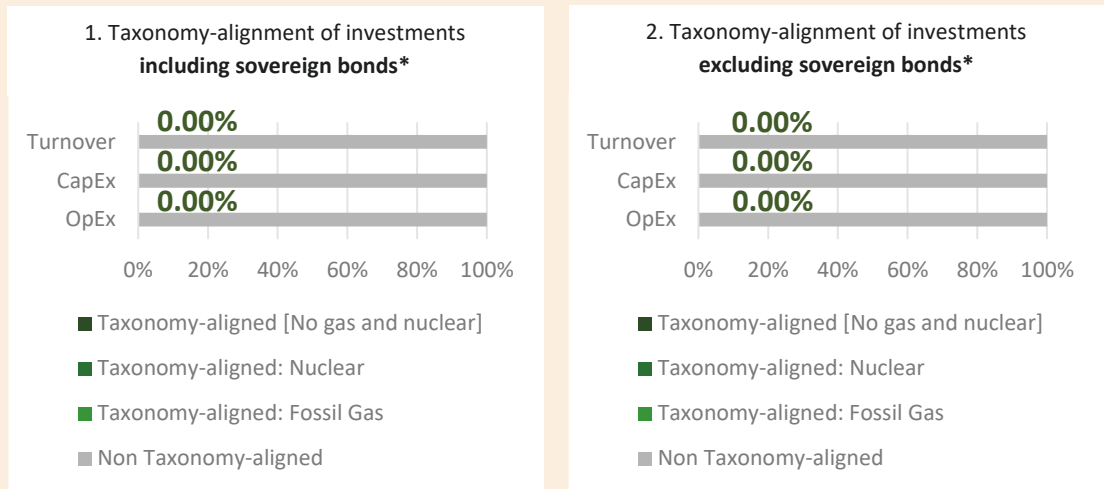 1. Taxonomy-alignment of investments
including sovereign bonds*
0.00%
Turnover
0.00%
CapEx
0.00%
OpEx
0% 20% 40% 60% 80% 100%
Taxonomy-aligned [No gas and nuclear]
Taxonomy-aligned: Nuclear
Taxonomy-aligned: Fossil Gas
Non Taxonomy-aligned
2. Taxonomy-alignment of investments
excluding sovereign bonds*
0.00%
Turnover
0.00%
CapEx
0.00%
OpEx
0% 20% 40% 60% 80% 100%
Taxonomy-aligned [No gas and nuclear]
Taxonomy-aligned: Nuclear
Taxonomy-aligned: Fossil Gas
Non Taxonomy-aligned